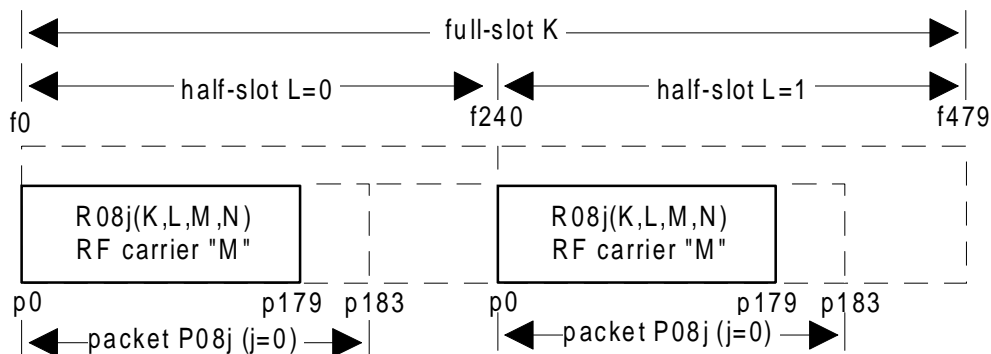 full-slot K
half-slot L=0 half-slot L=1
f0 f240 f479
R08j(K,L,M,N) R08j(K,L,M,N)
RF carrier "M" RF carrier "M"
p0 p179 p183 p0 p179 p183
packet P08j (j=0) packet P08j (j=0)